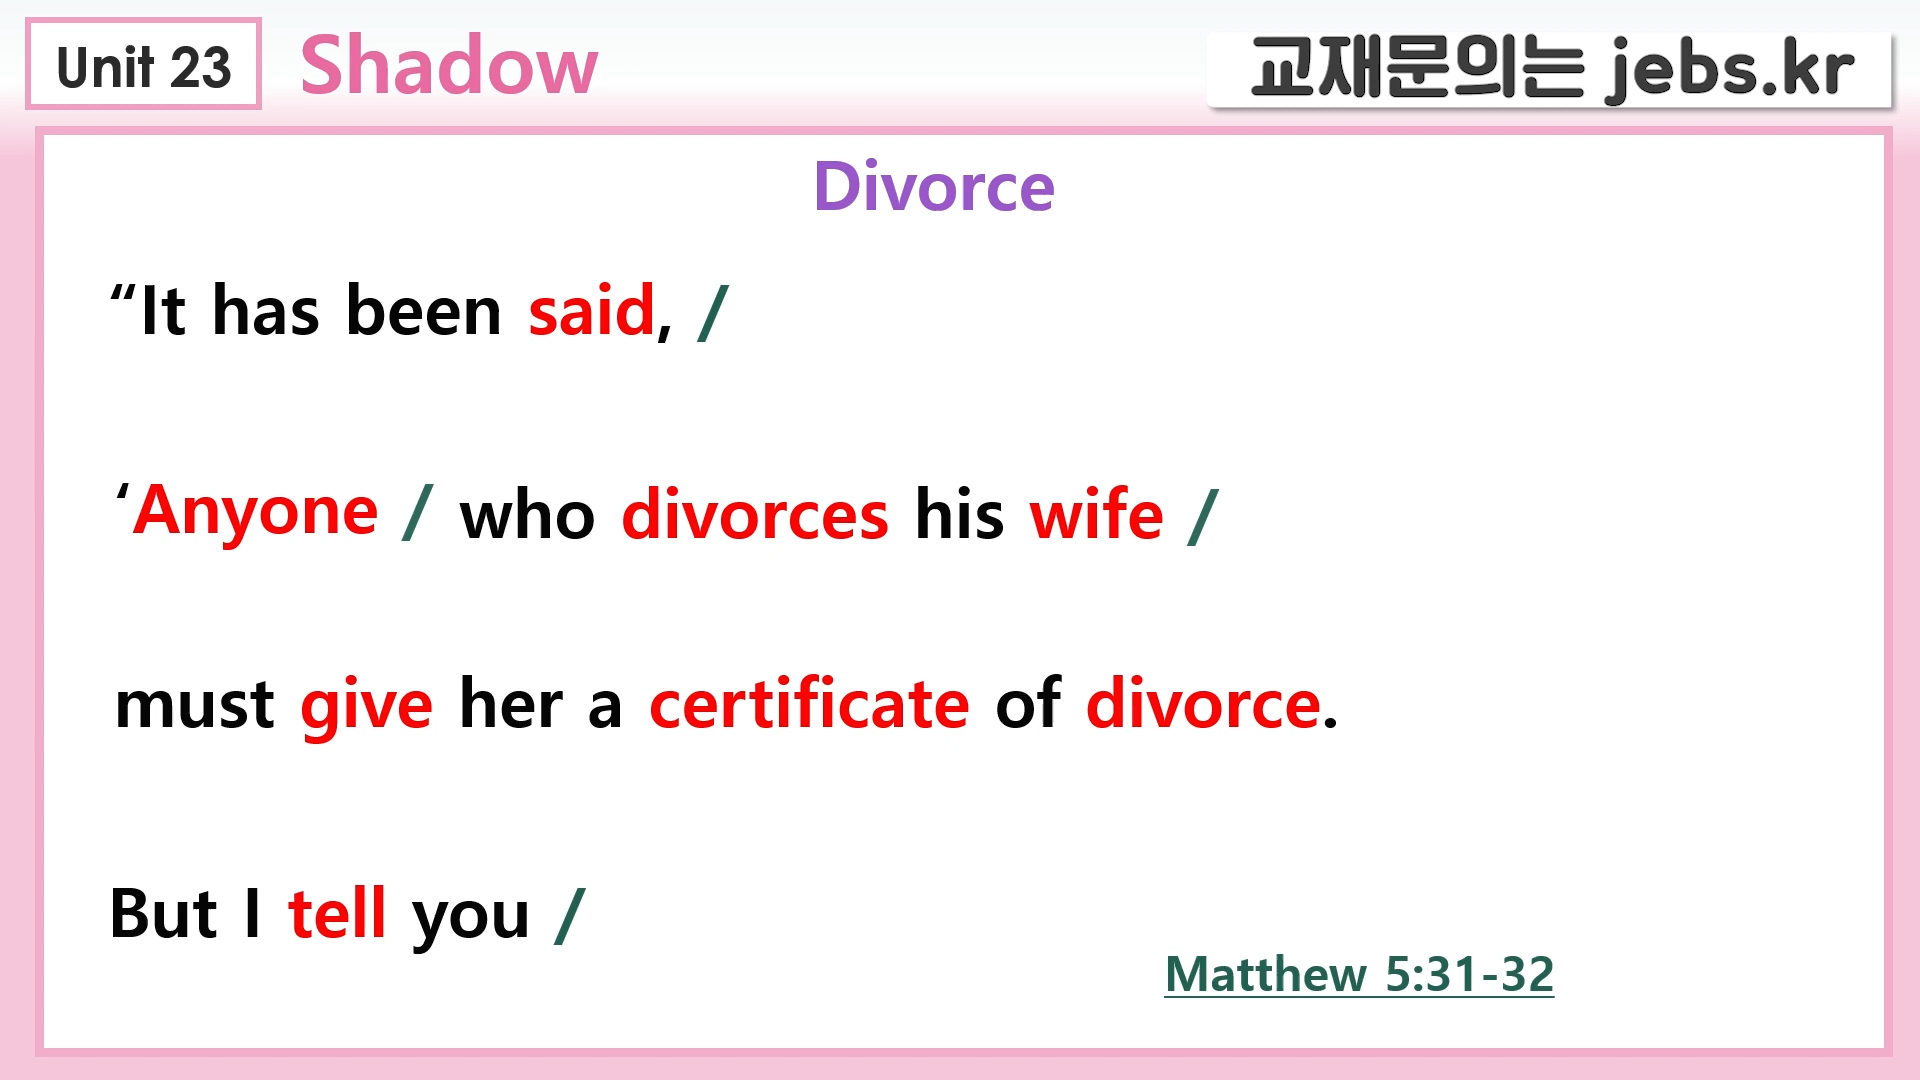 Unit 23
Shadow
교재문의는 jebs.kr
Divorce
“It has been said, /
‘Anyone / who divorces his wife /
must give her a certificate of divorce.
But I tell you /
Matthew 5:31-32